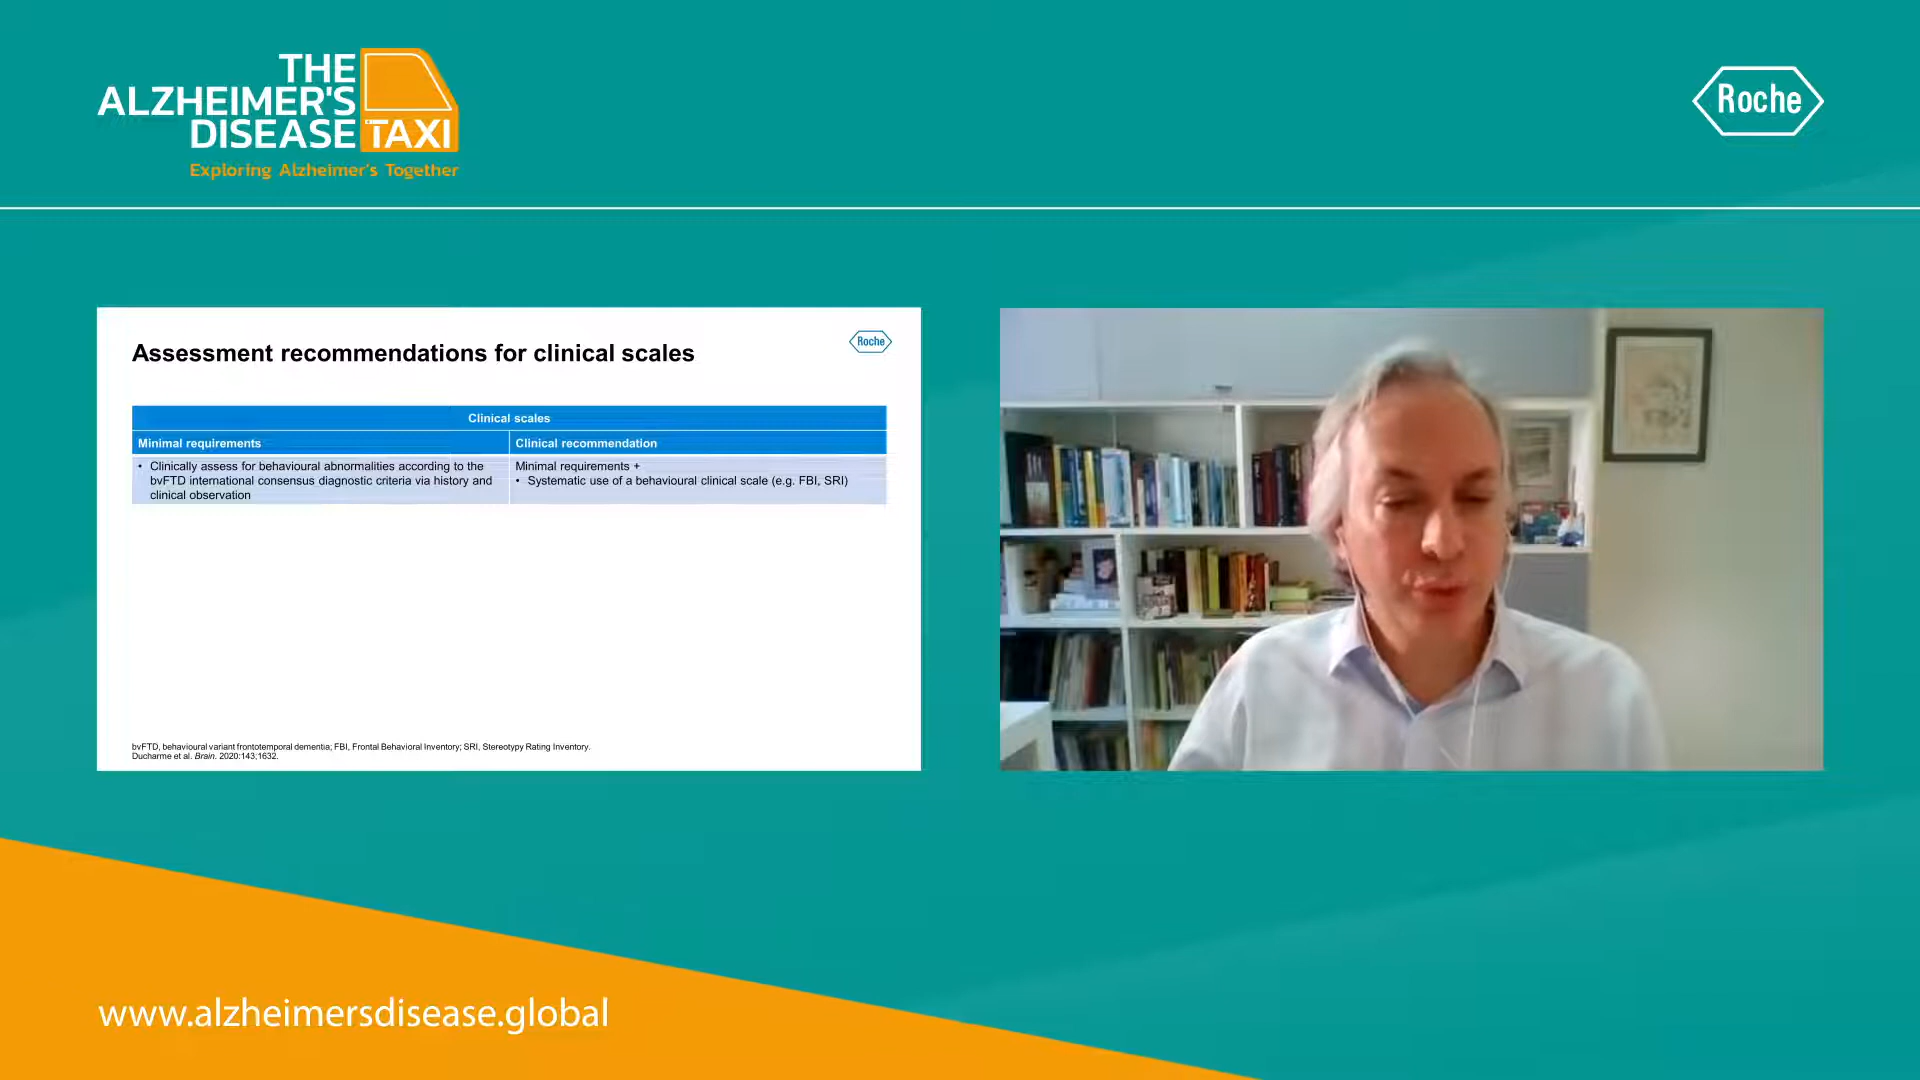 THE
ALZHEIMER'S
DISEASE TAXI
Exploring Alzheimer's Together
Roche
Assessment recommendations for clinical scales
Roche
Clinical scales
Minimal requirements
Clinical recommendation
• Clinically assess for behavioural abnormalities according to the
bvFTD international consensus diagnostic criteria via history and
clinical observation
Minimal requirements +
• Systematic use of a behavioural clinical scale (e.g. FBI, SRI)
bvFTD, behavioural variant frontotemporal dementia; FBI, Frontal Behavioral Inventory; SRI, Stereotypy Rating Inventory.
Ducharme et al. Brain. 2020:143;1632.
www.alzheimersdisease.global